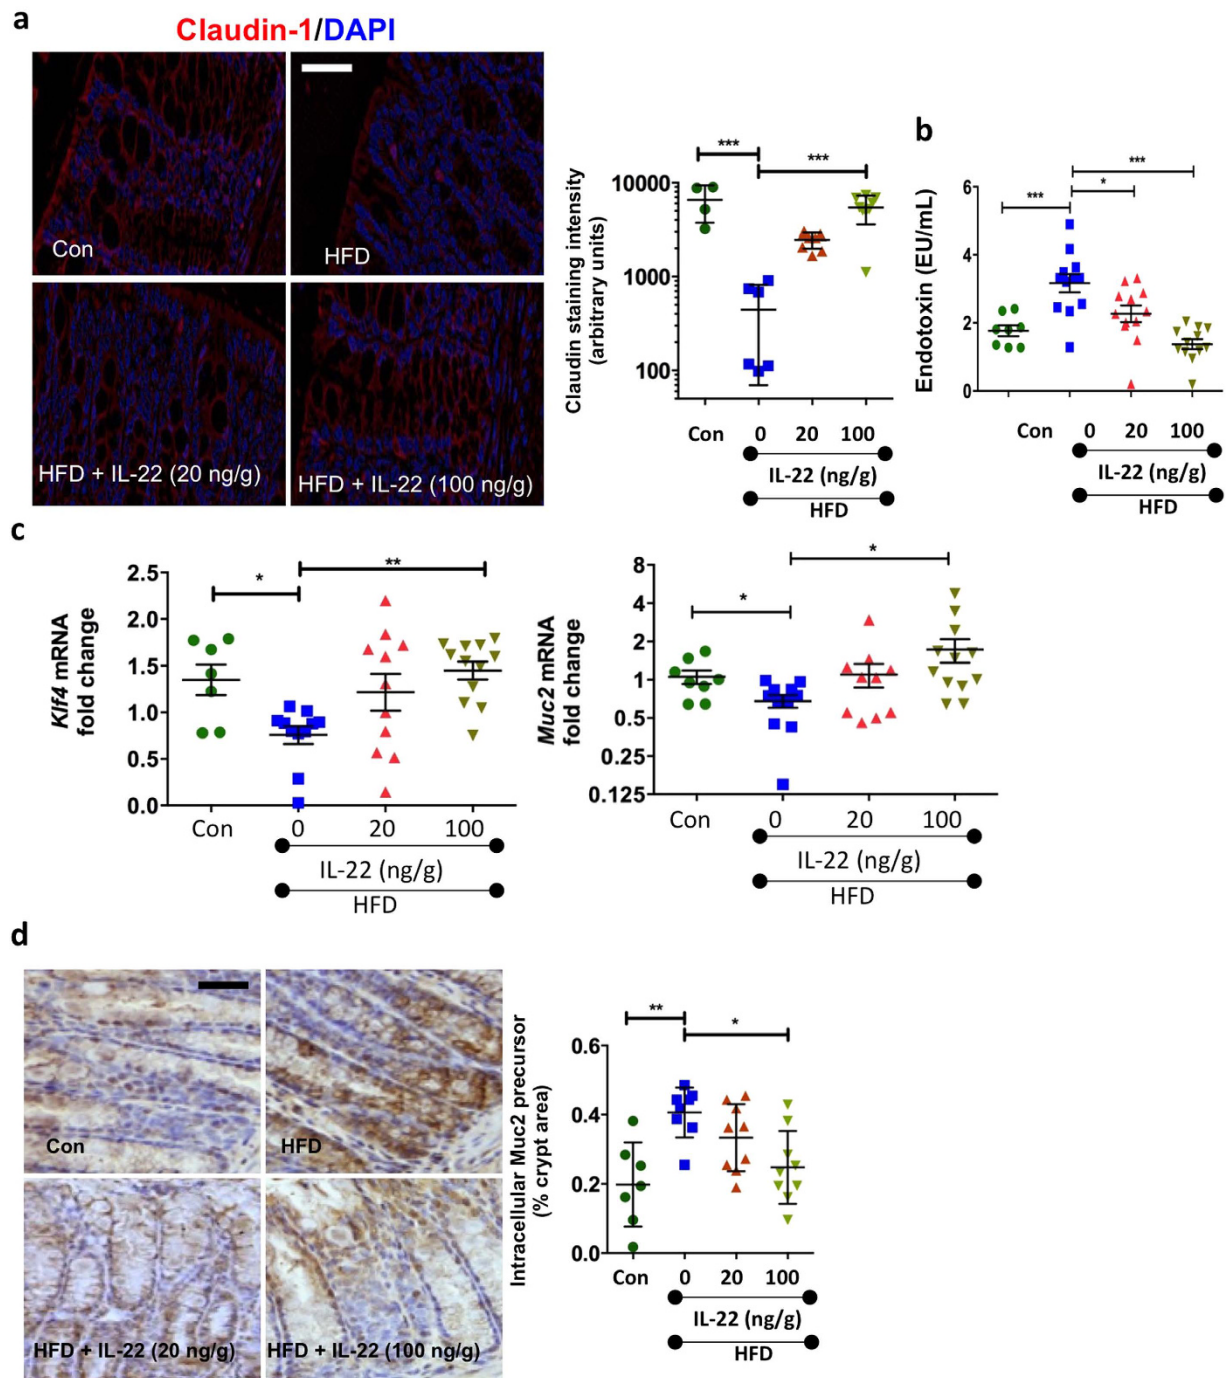 a
Claudin-1/DAPI
Con
HFD
HFD + IL-22 (20 ng/g)
HFD + IL-22 (100 ng/g)
Claudin staining intensity
(arbitrary units)
***
***
10000
1000
100
Con
0
20
100
IL-22 (ng/g)
HFD
b
Endotoxin (EU/mL)
***
***
*
6
4
2
0
Con
0
20
100
IL-22 (ng/g)
HFD
c
Klf4 mRNA
fold change
*
**
2.5
2.0
1.5
1.0
0.5
0.0
Con
0
20
100
IL-22 (ng/g)
HFD
Muc2 mRNA
fold change
*
*
8
4
2
1
0.5
0.25
0.125
Con
0
20
100
IL-22 (ng/g)
HFD
d
Con
HFD
HFD + IL-22 (20 ng/g)
HFD + IL-22 (100 ng/g)
Intracellular Muc2 precursor
(% crypt area)
**
*
0.6
0.4
0.2
0.0
Con
0
20
100
IL-22 (ng/g)
HFD